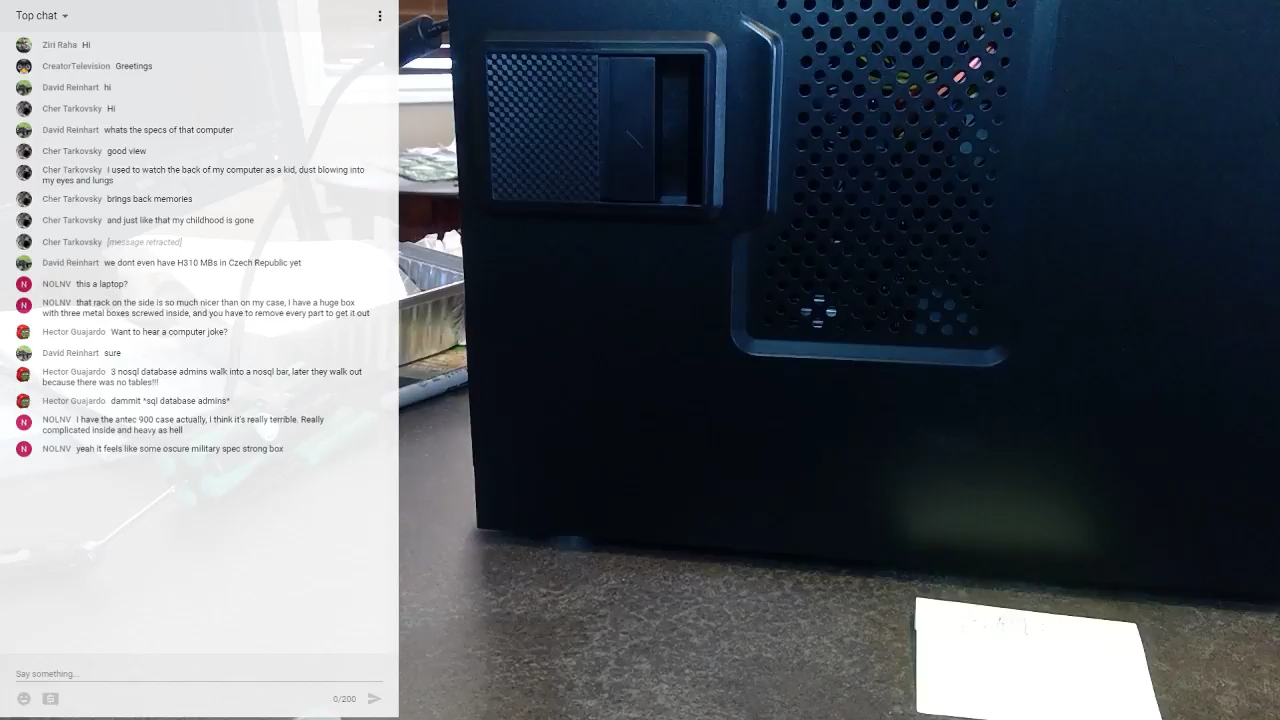 Top chat
Ziri Raha Hi
CreatorTelevision Greetings
David Reinhart hi
Cher Tarkovsky Hi
David Reinhart whats the specs of that computer
Cher Tarkovsky good view
Cher Tarkovsky I used to watch the back of my computer as a kid, dust blowing into
my eyes and lungs
Cher Tarkovsky brings back memories
Cher Tarkovsky and just like that my childhood is gone
Cher Tarkovsky [message retracted]
David Reinhart we dont even have H310 MBs in Czech Republic yet
N NOLNV this a laptop?
N NOLNV that rack on the side is so much nicer than on my case, I have a huge box
with three metal boxes screwed inside, and you have to remove every part to get it out
Hector Guajardo Want to hear a computer joke?
David Reinhart sure
Hector Guajardo 3 nosql database admins walk into a nosql bar, later they walk out
because there was no tables!!!
Hector Guajardo dammit *sql database admins*
N NOLNV I have the antec 900 case actually, I think it's really terrible. Really
complicated inside and heavy as hell
N NOLNV yeah it feels like some oscure military spec strong box
Say something...
0/200